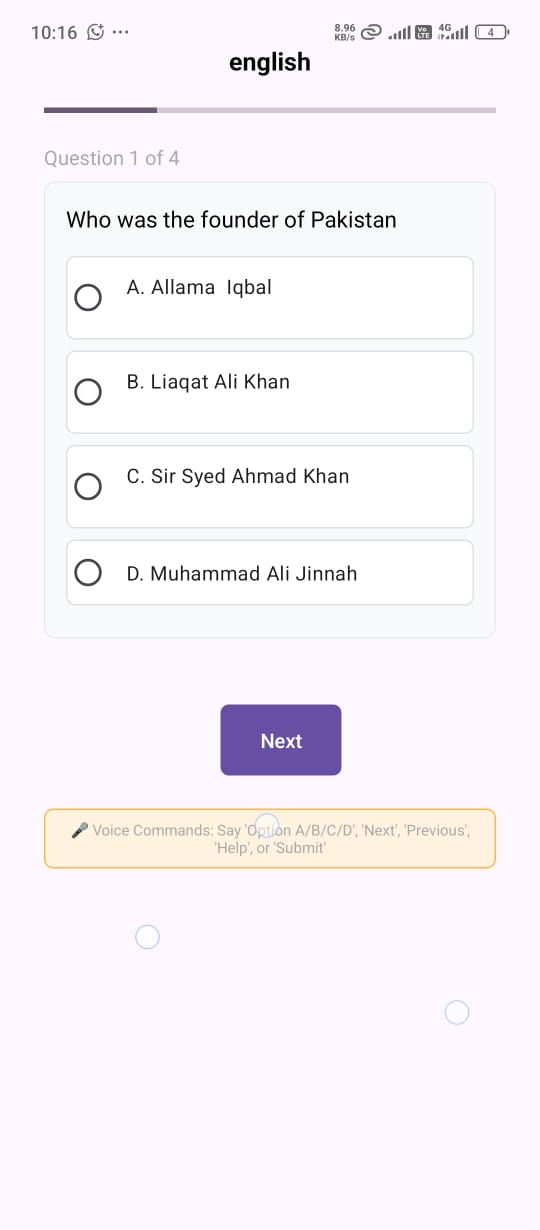 10:16
8.96
KB/s
Vo
LTE
4G
4
english
Question 1 of 4
Who was the founder of Pakistan
A. Allama  Iqbal
B. Liaqat Ali Khan
C. Sir Syed Ahmad Khan
D. Muhammad Ali Jinnah
Next
🎤 Voice Commands: Say 'Option A/B/C/D', 'Next', 'Previous',
'Help', or 'Submit'